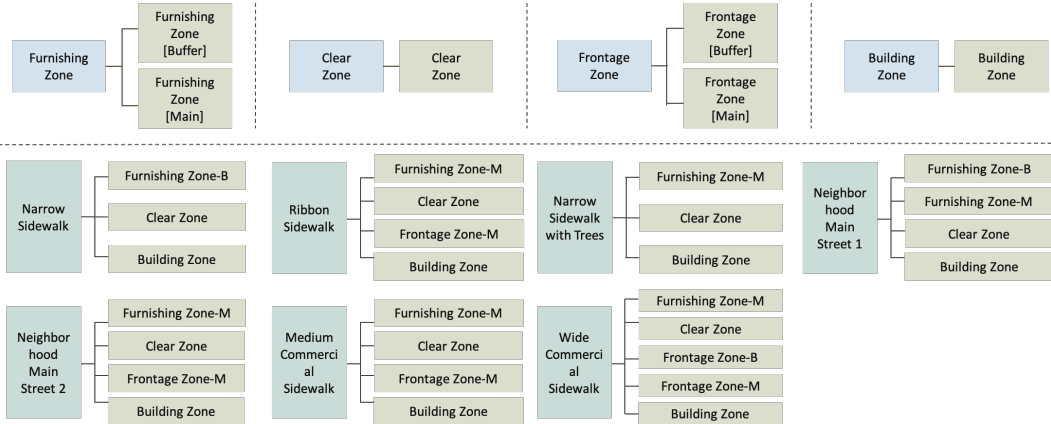 Furnishing
Zone
Furnishing
Zone
[Buffer]
Furnishing
Zone
[Main]
Clear
Zone
Clear
Zone
Frontage
Zone
Frontage
Zone
[Buffer]
Frontage
Zone
[Main]
Building
Zone
Building
Zone
Narrow
Sidewalk
Furnishing Zone-B
Clear Zone
Building Zone
Ribbon
Sidewalk
Furnishing Zone-M
Clear Zone
Frontage Zone-M
Building Zone
Narrow
Sidewalk
with Trees
Furnishing Zone-M
Clear Zone
Building Zone
Neighbor
hood
Main
Street 1
Furnishing Zone-B
Furnishing Zone-M
Clear Zone
Building Zone
Neighbor
hood
Main
Street 2
Furnishing Zone-M
Clear Zone
Frontage Zone-M
Building Zone
Medium
Commerci
al
Sidewalk
Furnishing Zone-M
Clear Zone
Frontage Zone-M
Building Zone
Wide
Commerci
al
Sidewalk
Furnishing Zone-M
Clear Zone
Frontage Zone-B
Frontage Zone-M
Building Zone